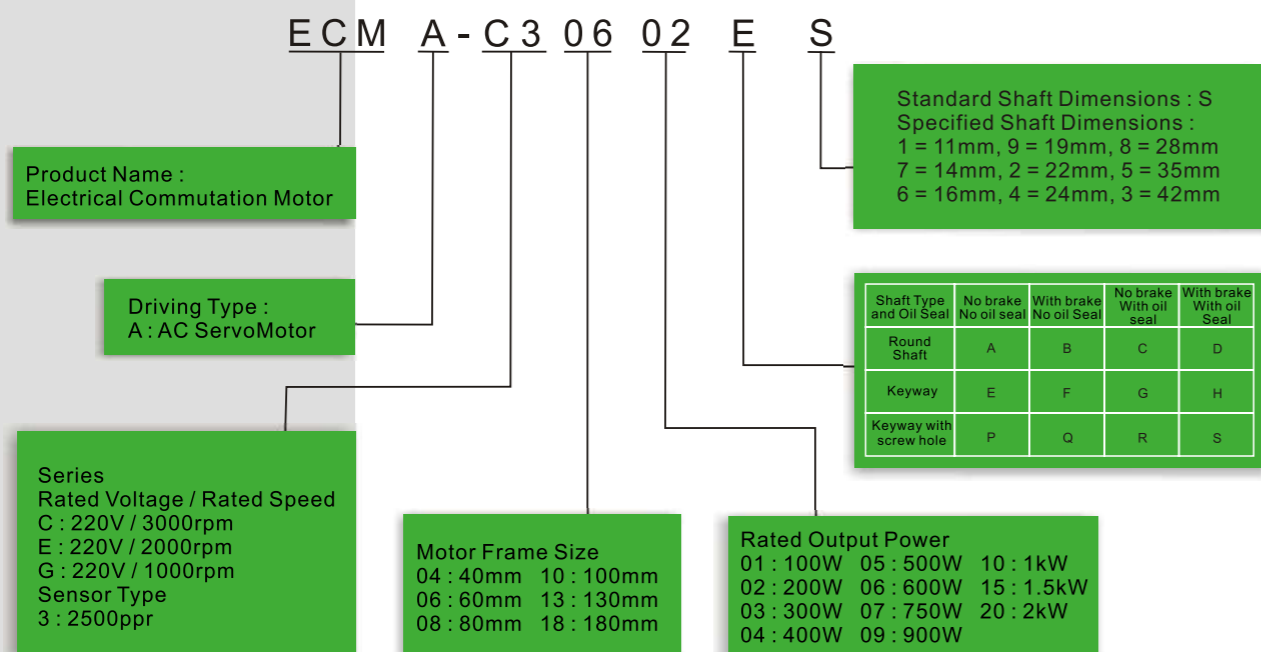 ECM A-C3 06 02 E S
Product Name :
Electrical Commutation Motor
Driving Type :
A : AC ServoMotor
Series
Rated Voltage / Rated Speed
C : 220V / 3000rpm
E : 220V / 2000rpm
G : 220V / 1000rpm
Sensor Type
3 : 2500ppr
Motor Frame Size
04 : 40mm 10 : 100mm
06 : 60mm 13 : 130mm
08 : 80mm 18 : 180mm
Rated Output Power
01 : 100W 05 : 500W 10 : 1kW
02 : 200W 06 : 600W 15 : 1.5kW
03 : 300W 07 : 750W 20 : 2kW
04 : 400W 09 : 900W
Standard Shaft Dimensions : S
Specified Shaft Dimensions :
1 = 11mm, 9 = 19mm, 8 = 28mm
7 = 14mm, 2 = 22mm, 5 = 35mm
6 = 16mm, 4 = 24mm, 3 = 42mm
Shaft Type
and Oil Seal
No brake
No oil seal
With brake
No oil Seal
No brake
With oil
seal
With brake
With oil
Seal
Round
Shaft
A B C D
Keyway E F G H
Keyway with
screw hole
P Q R S